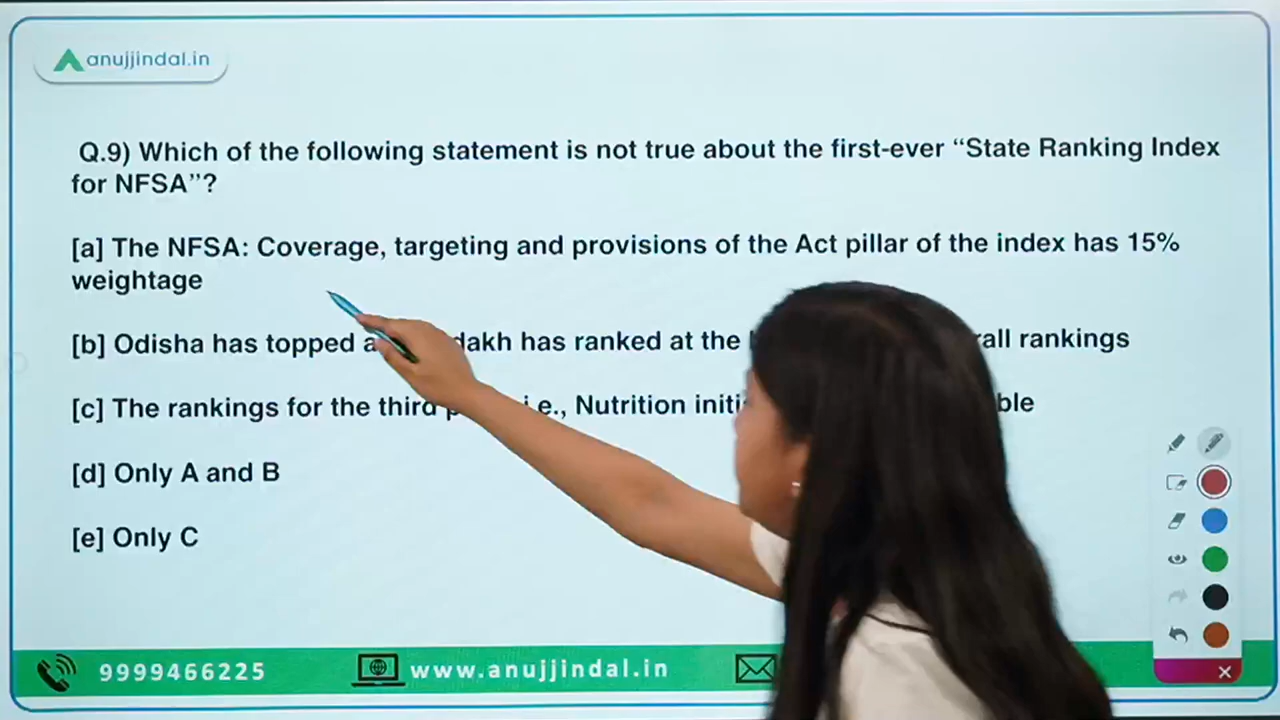 anujjindal.in
Q.9) Which of the following statement is not true about the first-ever “State Ranking Index
for NFSA”?
[a] The NFSA: Coverage, targeting and provisions of the Act pillar of the index has 15%
weightage
[b] Odisha has topped a dakh has ranked at the all rankings
[c] The rankings for the third i.e., Nutrition initi ble
[d] Only A and B
[e] Only C
9999466225 www.anujjindal.in